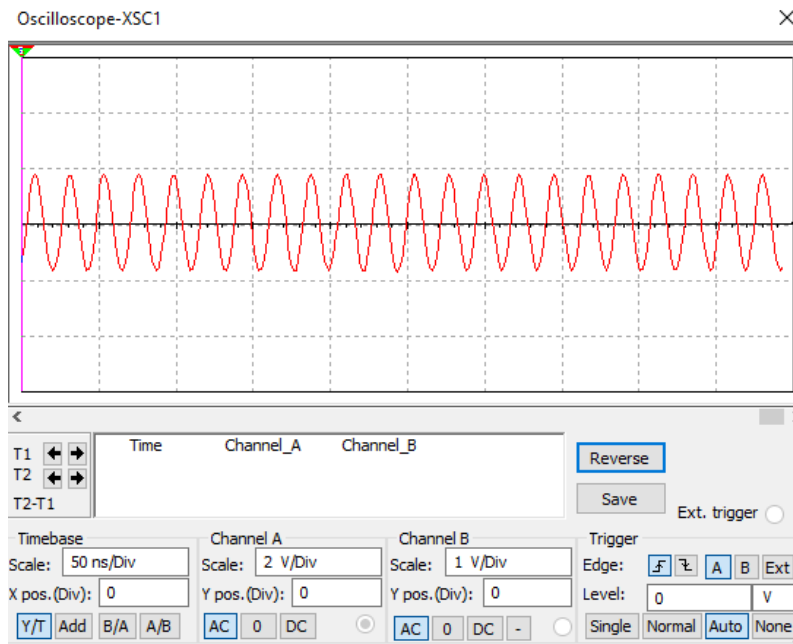 Oscilloscope-XSC1
Time Channel_A Channel_B
T1
T2
T2-T1
Reverse
Save
Ext. trigger
Timebase Channel A Channel B Trigger
Scale: 50 ns/Div Scale: 2 V/Div Scale: 1 V/Div Edge: A B Ext
X pos.(Div): 0 Y pos.(Div): 0 Y pos.(Div): 0 Level: 0 V
Y/T Add B/A A/B AC 0 DC AC 0 DC - Single Normal Auto None